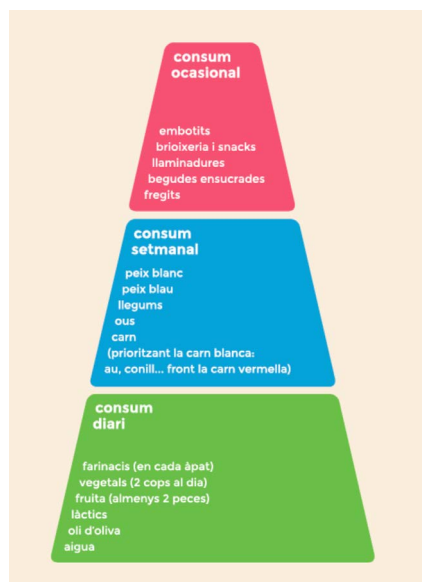 consum
ocasional
embotits
brioixeria i snacks
llaminadures
begudes ensucrades
fregits
consum
setmanal
peix blanc
peix blau
llegums
ous
carn
(prioritzant la carn blanca:
au, conill... front la carn vermella)
consum
diari
farinacis (en cada àpat)
vegetals (2 cops al dia)
fruita (almenys 2 peces)
làctics
oli d'oliva
aigua